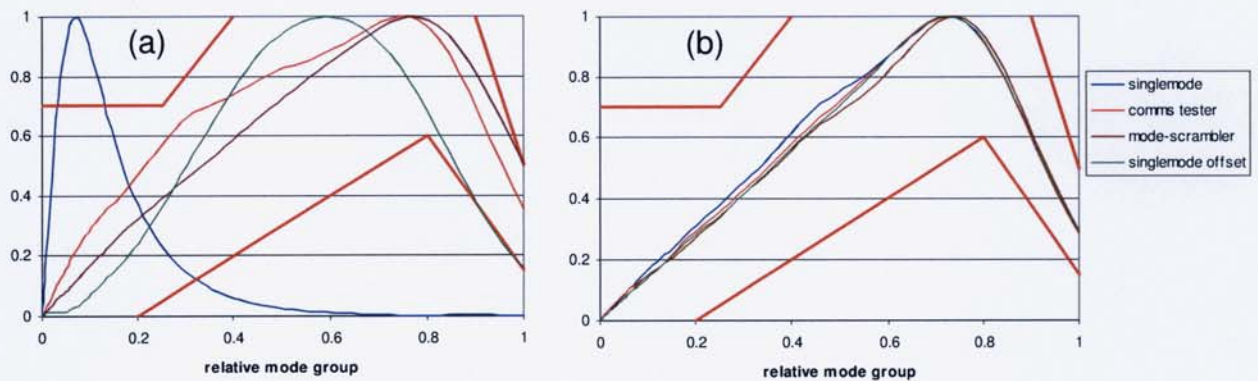 (a)
1
0.8
0.6
0.4
0.2
0
0 0.2 0.4 0.6 0.8 1
relative mode group
(b)
1
0.8
0.6
0.4
0.2
0
0 0.2 0.4 0.6 0.8 1
relative mode group
singlemode
comms tester
mode-scrambler
singlemode offset